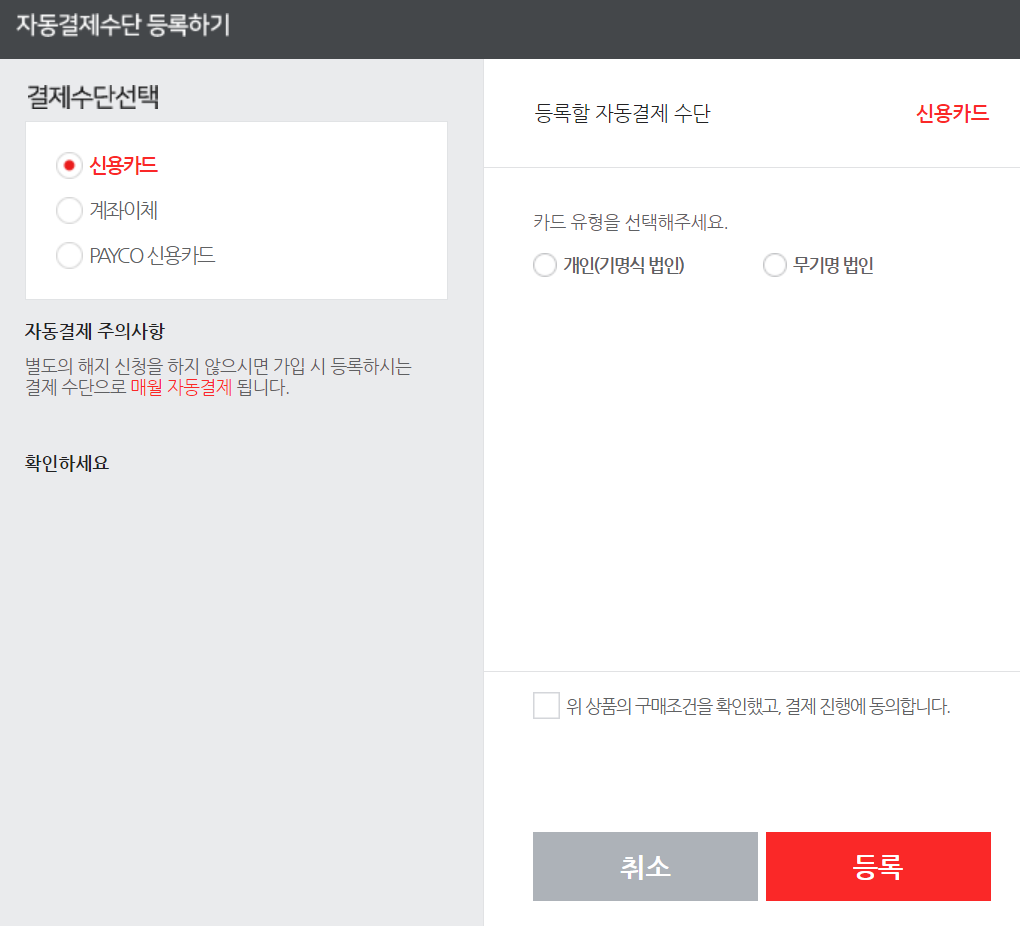 자동결제수단 등록하기
결제수단선택
신용카드
계좌이체
PAYCO 신용카드
자동결제 주의사항
별도의 해지 신청을 하지 않으시면 가입 시 등록하시는
결제 수단으로 매월 자동결제 됩니다.
확인하세요
등록할 자동결제 수단 신용카드
카드 유형을 선택해주세요.
개인(기명식 법인) 무기명 법인
위 상품의 구매조건을 확인했고, 결제 진행에 동의합니다.
취소 등록